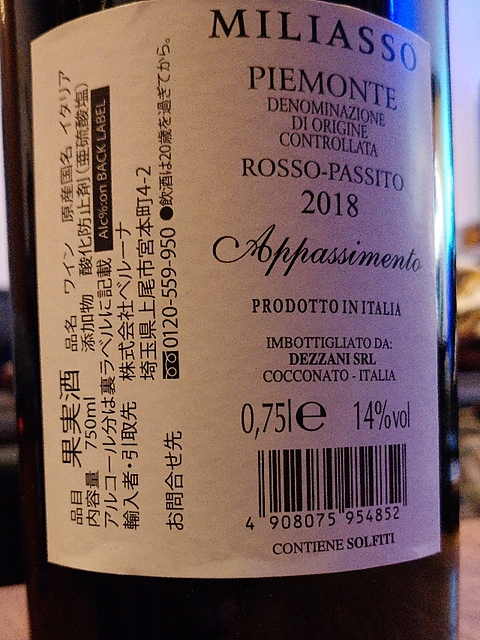 MILIASSO
PIEMONTE
DENOMINAZIONE
DI ORIGINE
CONTROLLATA
ROSSO-PASSITO
2018
Appassimento
PRODOTTO IN ITALIA
IMBOTTIGLIATO DA:
DEZZANI SRL
COCCONATO - ITALIA
0,75l e 14%vol
4 908075 954852
CONTIENE SOLFITI
品目 果実酒 品名 ワイン 原産国名 イタリア
内容量 750ml 添加物 酸化防止剤(亜硫酸塩)
アルコール分は裏ラベルに記載 Alc%:on BACK LABEL
輸入者・引取先 株式会社ベルーナ
埼玉県上尾市宮本町4-2
お問合せ先 0120-559-950 ●飲酒は20歳を過ぎてから。